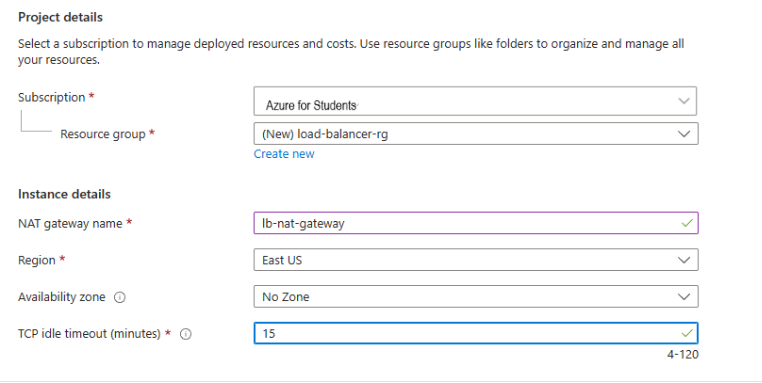 Project details
Select a subscription to manage deployed resources and costs. Use resource groups like folders to organize and manage all
your resources.
Subscription *
Azure for Students
Resource group *
(New) load-balancer-rg
Create new
Instance details
NAT gateway name *
lb-nat-gateway
Region *
East US
Availability zone
No Zone
TCP idle timeout (minutes) *
15
4-120